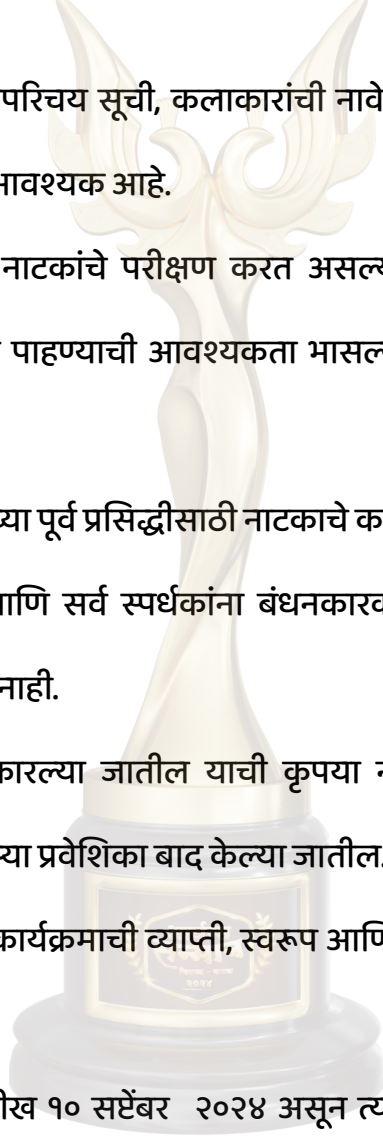 परिचय सूची, कलाकारांची नावे
आवश्यक आहे.
नाटकांचे परीक्षण करत असल्य
पाहण्याची आवश्यकता भासल
च्या पूर्व प्रसिद्धीसाठी नाटकाचे क
आणि सर्व स्पर्धकांना बंधनकारक
नाही.
कारल्या जातील याची कृपया न
ल्या प्रवेशिका बाद केल्या जातील.
कार्यक्रमाची व्याप्ती, स्वरूप आणि
रीख १० सप्टेंबर २०२४ असून त्य